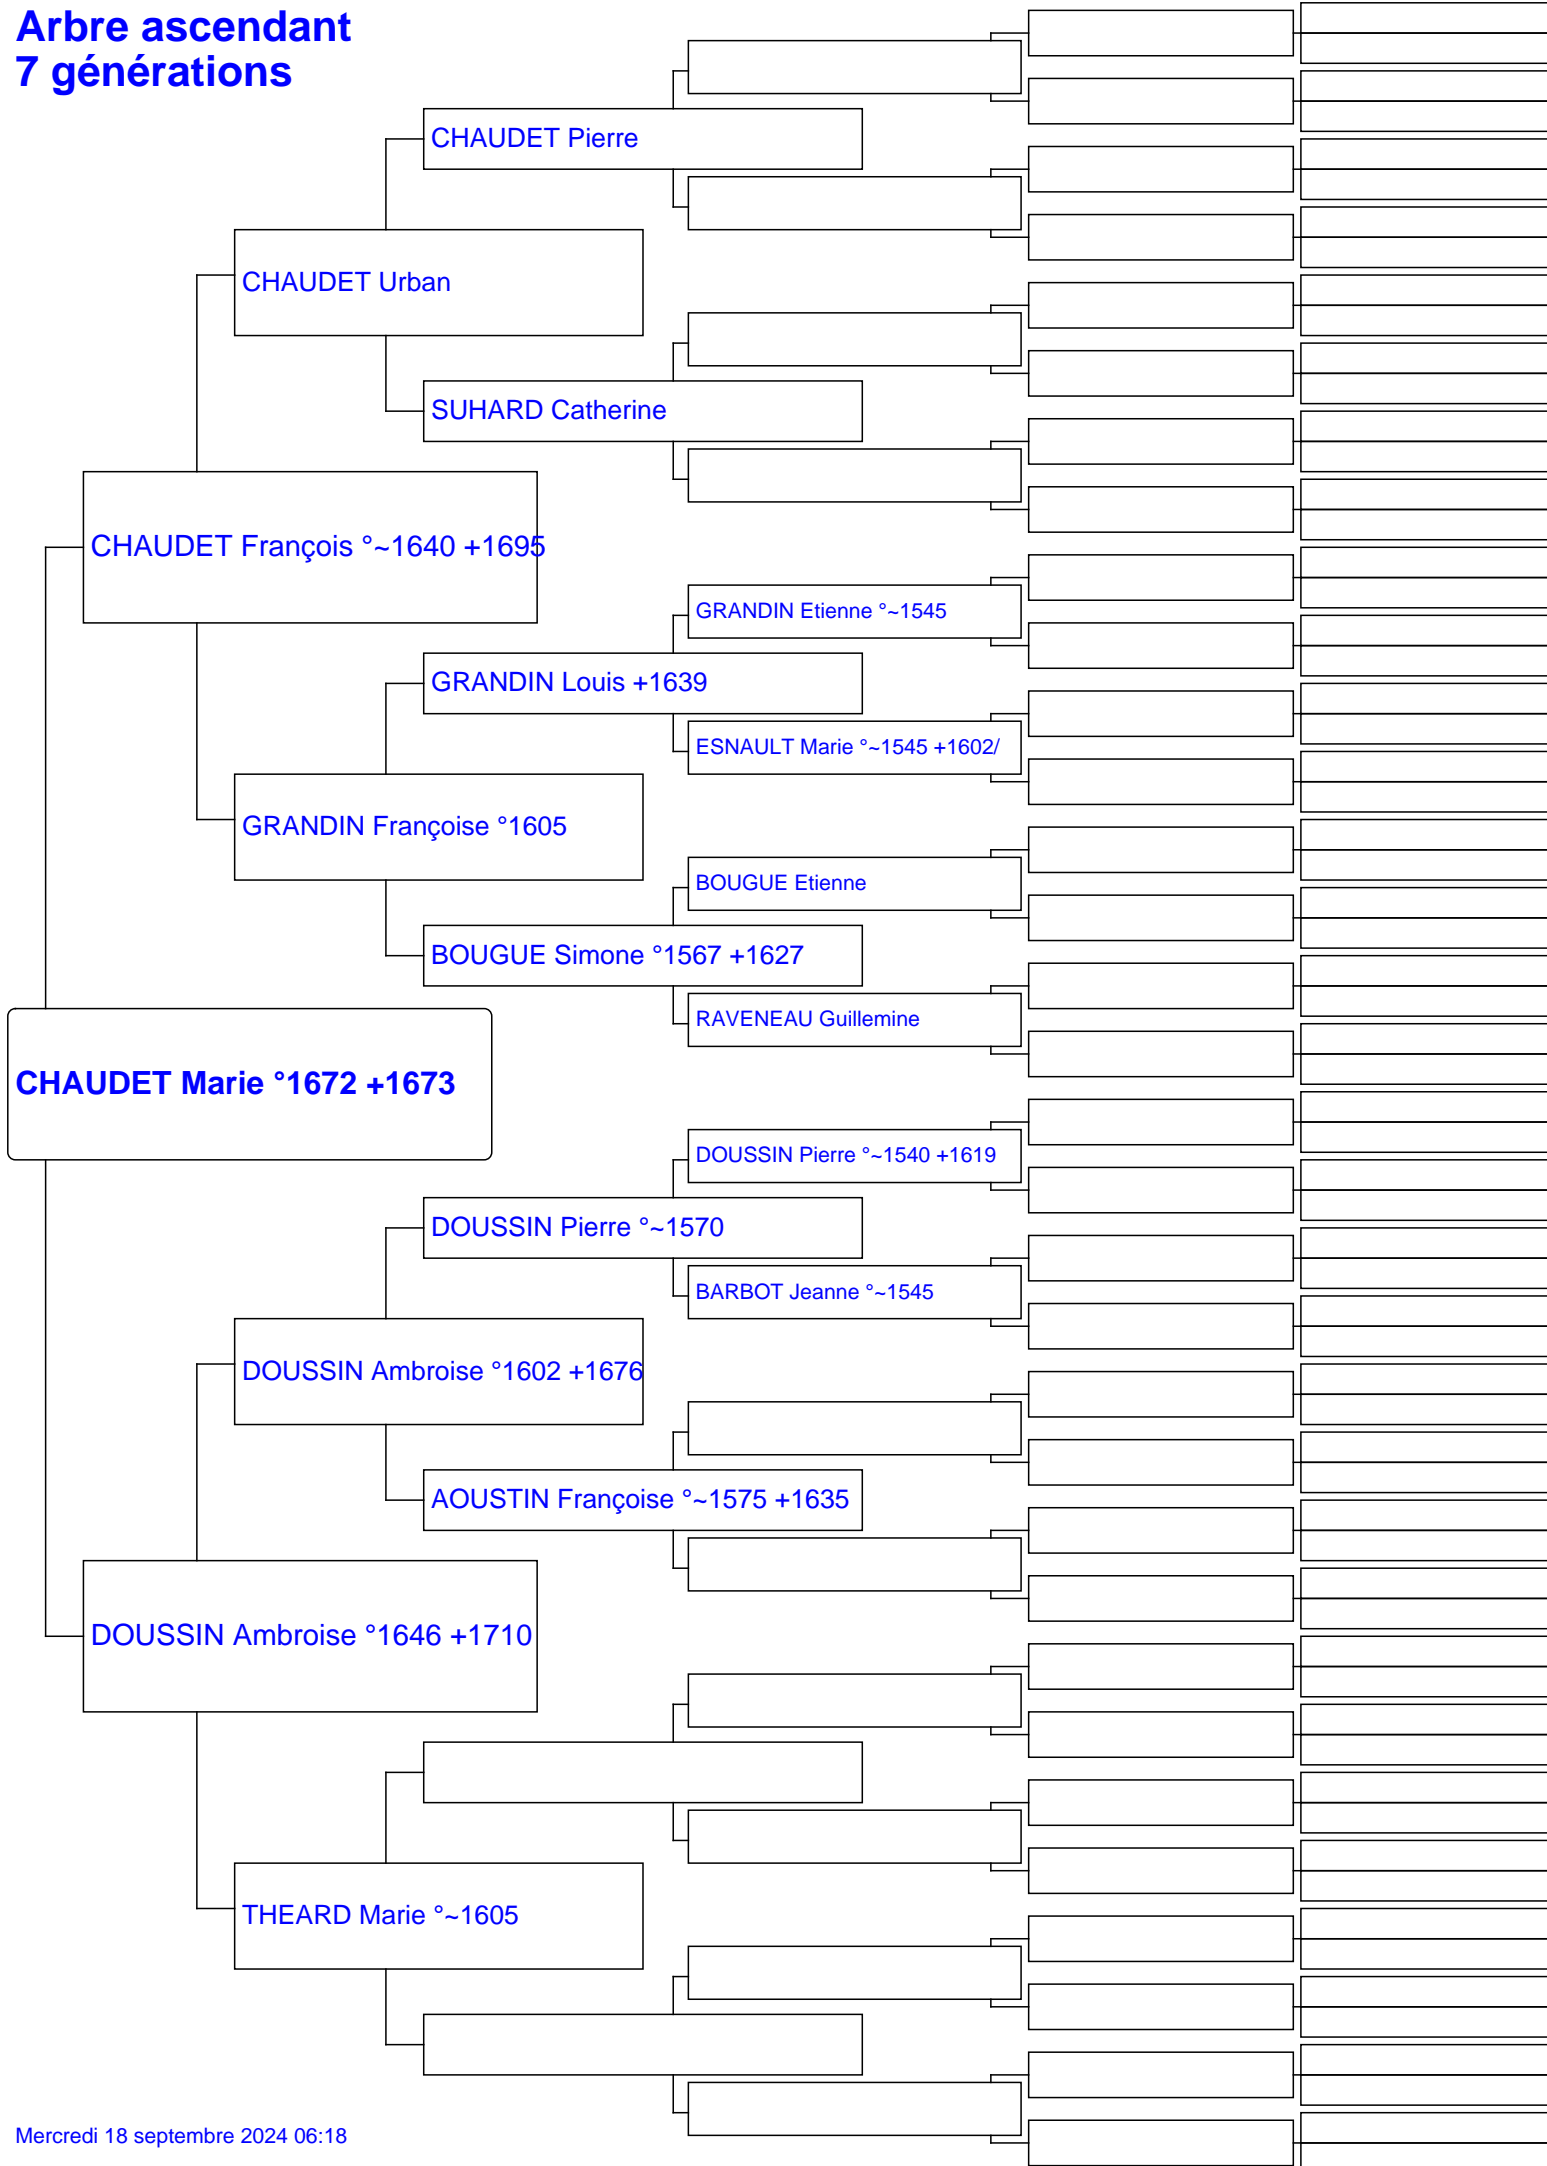 Arbre ascendant
7 générations
CHAUDET Pierre
CHAUDET Urban
SUHARD Catherine
CHAUDET François °~1640 +1695
GRANDIN Etienne °~1545
GRANDIN Louis +1639
ESNAULT Marie °~1545 +1602/
GRANDIN Françoise °1605
BOUGUE Etienne
BOUGUE Simone °1567 +1627
RAVENEAU Guillemine
CHAUDET Marie °1672 +1673
DOUSSIN Pierre °~1540 +1619
DOUSSIN Pierre °~1570
BARBOT Jeanne °~1545
DOUSSIN Ambroise °1602 +1676
AOUSTIN Françoise °~1575 +1635
DOUSSIN Ambroise °1646 +1710
THEARD Marie °~1605
Mercredi 18 septembre 2024 06:18